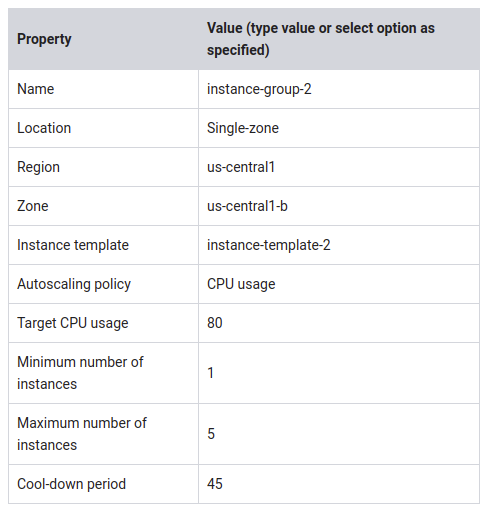 Property
Value (type value or select option as
specified)
Name
instance-group-2
Location
Single-zone
Region
us-central1
Zone
us-central1-b
Instance template
instance-template-2
Autoscaling policy
CPU usage
Target CPU usage
80
Minimum number of
instances
1
Maximum number of
instances
5
Cool-down period
45